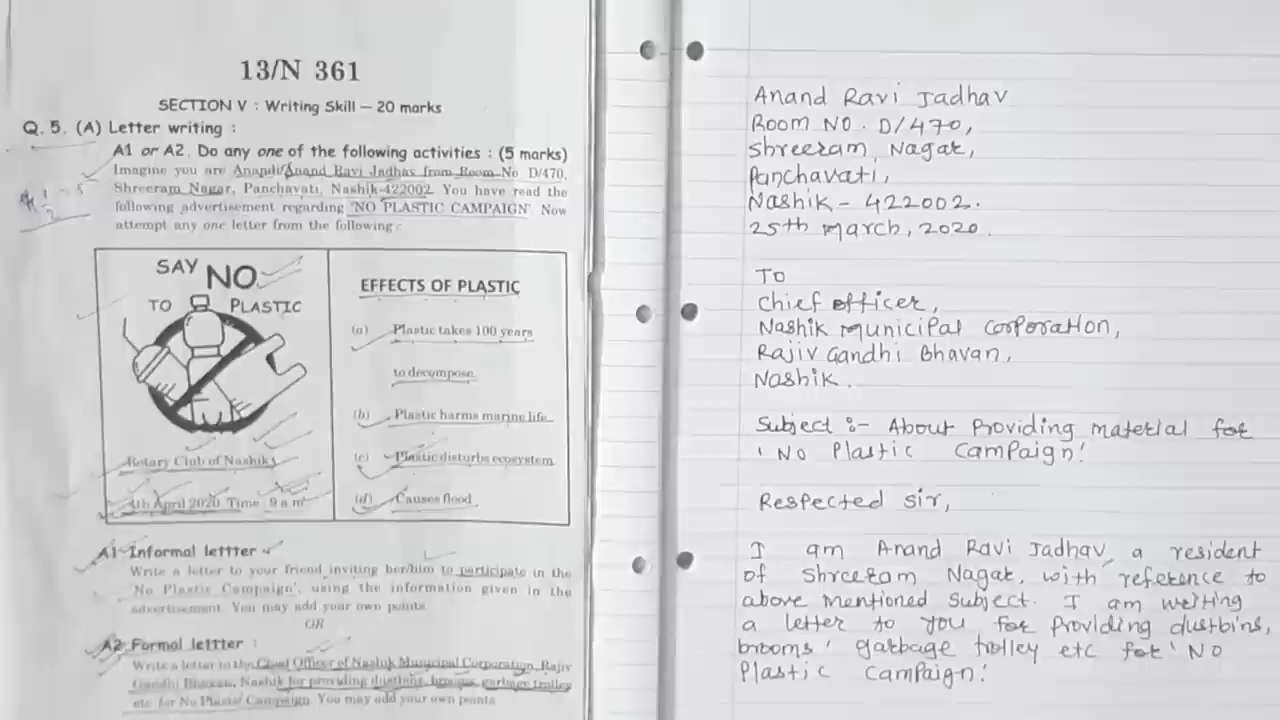 13/N 361
SECTION V : Writing Skill — 20 marks
Q. 5. (A) Letter writing :
A1 or A2. Do any one of the following activities : (5 marks)
Imagine you are Anandi/Anand Ravi Jadhav from Room No D/470,
Shreeram Nagar, Panchavati, Nashik-422002. You have read the
following advertisement regarding 'NO PLASTIC CAMPAIGN'. Now
attempt any one letter from the following :
SAY NO
TO PLASTIC
Rotary Club of Nashik
4th April 2020 Time 9 a.m
EFFECTS OF PLASTIC
(a) Plastic takes 100 years
to decompose
(b) Plastic harms marine life.
(c) Plastic disturbs ecosystem
(d) Causes flood
A1 Informal lettter
Write a letter to your friend inviting her/him to participate in the
'No Plastic Campaign', using the information given in the
advertisement. You may add your own points
OR
A2 Formal lettter :
Write a letter to the Chief Officer of Nashik Municipal Corporation, Rajiv
Gandhi Bhavan, Nashik for providing dustbins, brooms, garbage trolley
etc. for No Plastic Campaign. You may add your own points
Anand Ravi Jadhav
Room No. D/470,
Shreeram Nagar,
Panchavati,
Nashik - 422002.
25th March, 2020.
To
Chief officer,
Nashik Municipal Corporation,
Rajiv Gandhi Bhavan,
Nashik.
Subject :- About Providing material for
'No Plastic Campaign!
Respected sir,
I am Anand Ravi Jadhav, a resident
of Shreeram Nagar, with reference to
above mentioned Subject. I am writing
a letter to you for Providing dustbins,
brooms, garbage trolley etc for 'No
Plastic Campaign!